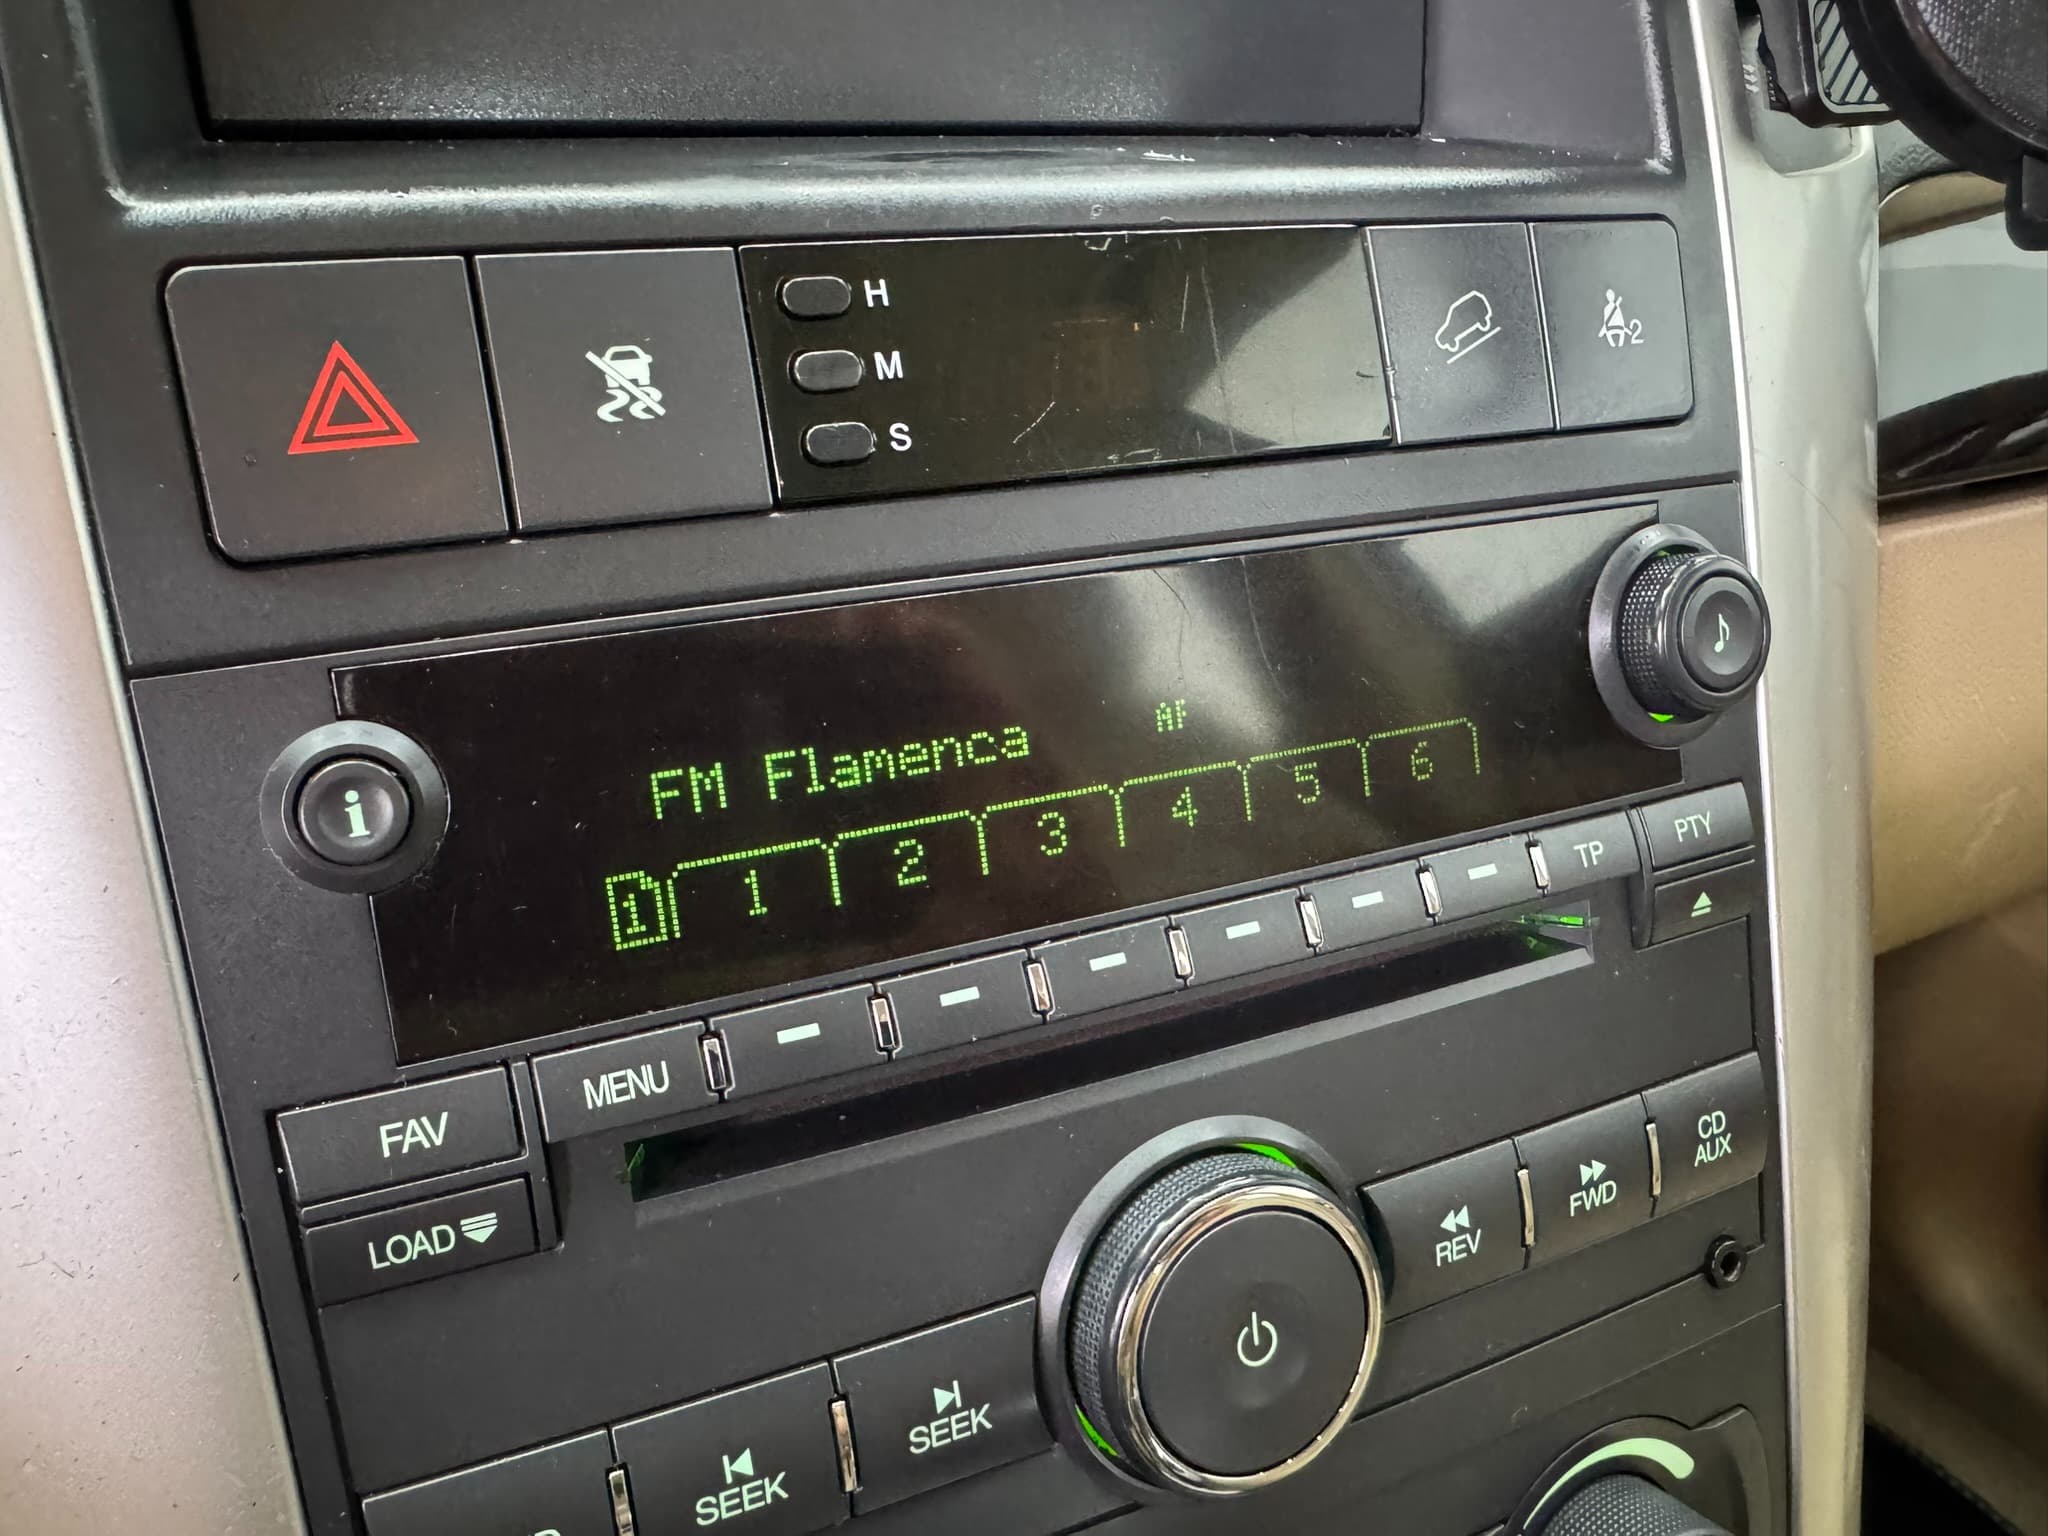 H
M
S
2
FM Flamenca AF
1 1 2 3 4 5 6
i
PTY
TP
MENU
FAV
LOAD
CD
AUX
FWD
REV
SEEK
SEEK